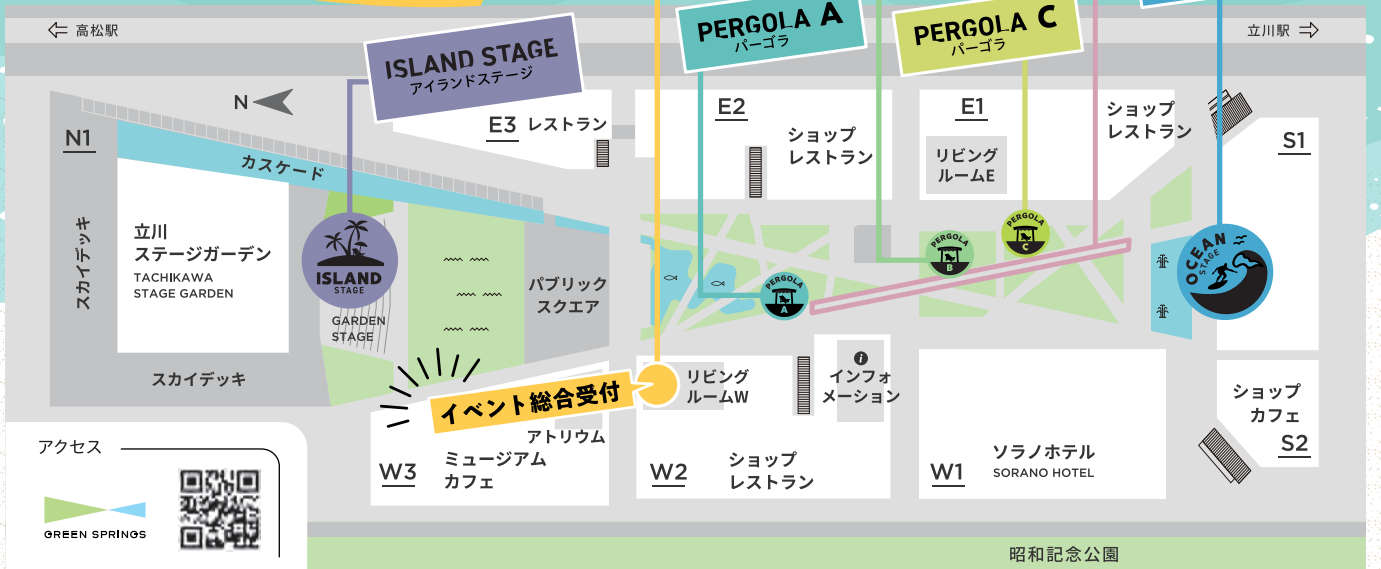 高松駅
立川駅
ISLAND STAGE
アイランドステージ
PERGOLA A
パーゴラ
PERGOLA C
パーゴラ
N
N1
カスケード
スカイデッキ
立川
ステージガーデン
TACHIKAWA
STAGE GARDEN
スカイデッキ
ISLAND
STAGE
GARDEN
STAGE
E3 レストラン
パブリック
スクエア
E2
ショップ
レストラン
PERGOLA
A
E1
リビング
ルームE
ショップ
レストラン
PERGOLA
B
PERGOLA
C
S1
OCEAN
STAGE
イベント総合受付
リビング
ルームW
インフォ
メーション
アトリウム
W3
ミュージアム
カフェ
W2
ショップ
レストラン
W1
ソラノホテル
SORANO HOTEL
ショップ
カフェ
S2
アクセス
GREEN SPRINGS
昭和記念公園